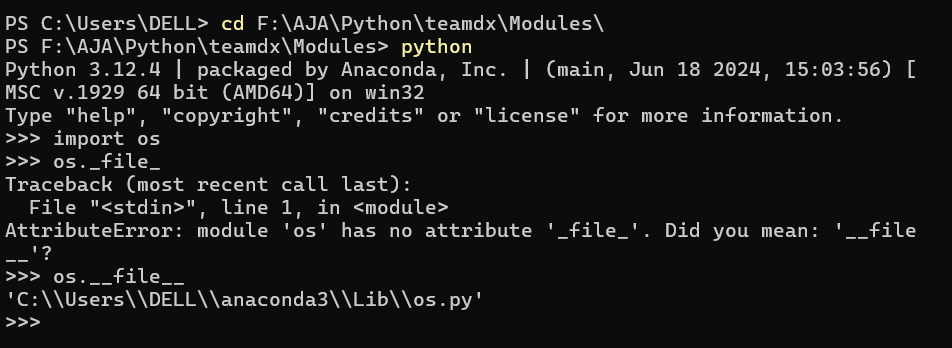 PS C:\Users\DELL> cd F:\AJA\Python\teamdx\Modules\
PS F:\AJA\Python\teamdx\Modules> python
Python 3.12.4 | packaged by Anaconda, Inc. | (main, Jun 18 2024, 15:03:56) [
MSC v.1929 64 bit (AMD64)] on win32
Type "help", "copyright", "credits" or "license" for more information.
>>> import os
>>> os._file_
Traceback (most recent call last):
  File "<stdin>", line 1, in <module>
AttributeError: module 'os' has no attribute '_file_'. Did you mean: '__file
__'?
>>> os.__file__
'C:\\Users\\DELL\\anaconda3\\Lib\\os.py'
>>>